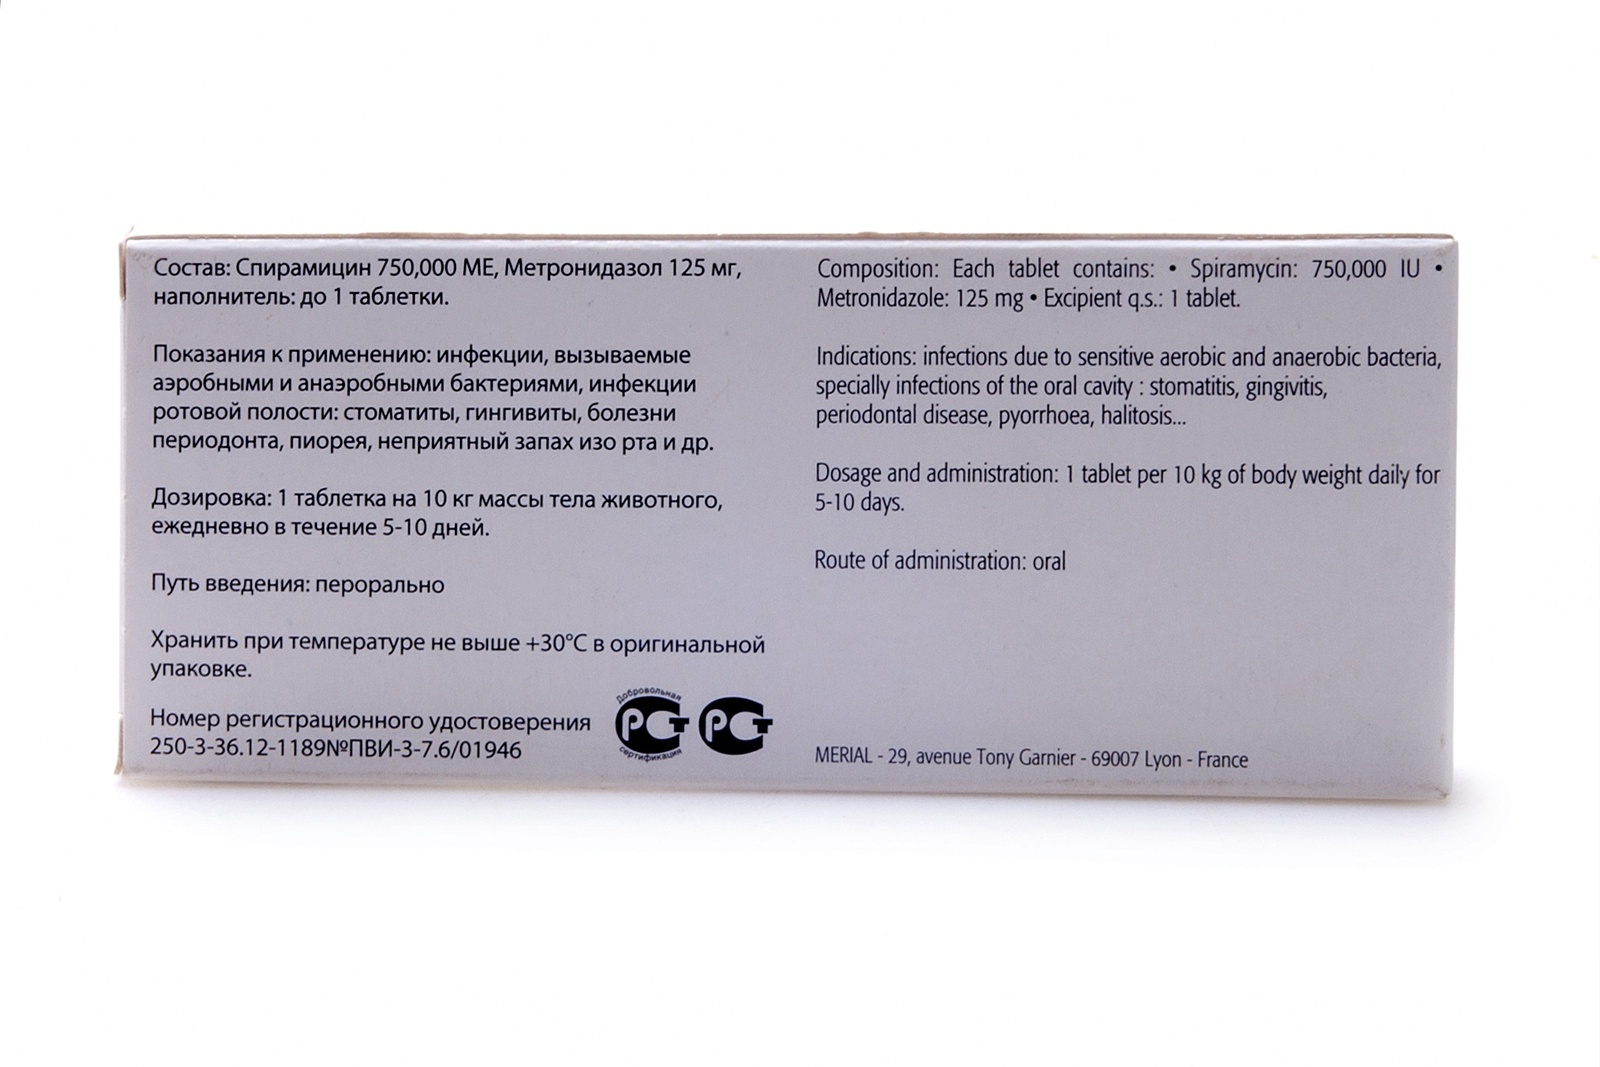 Состав: Спирамицин 750,000 МЕ, Метронидазол 125 мг,
наполнитель: до 1 таблетки.
Показания к применению: инфекции, вызываемые
аэробными и анаэробными бактериями, инфекции
ротовой полости: стоматиты, гингивиты, болезни
периодонта, пиорея, неприятный запах изо рта и др.
Дозировка: 1 таблетка на 10 кг массы тела животного,
ежедневно в течение 5-10 дней.
Путь введения: перорально
Хранить при температуре не выше +30°С в оригинальной
упаковке.
Номер регистрационного удостоверения
250-3-36.12-1189№ПВИ-3-7.6/01946
Добровольная
РСТ
сертификация
РСТ
Composition: Each tablet contains: • Spiramycin: 750,000 IU •
Metronidazole: 125 mg • Excipient q.s.: 1 tablet.
Indications: infections due to sensitive aerobic and anaerobic bacteria,
specially infections of the oral cavity : stomatitis, gingivitis,
periodontal disease, pyorrhoea, halitosis...
Dosage and administration: 1 tablet per 10 kg of body weight daily for
5-10 days.
Route of administration: oral
MERIAL - 29, avenue Tony Garnier - 69007 Lyon - France